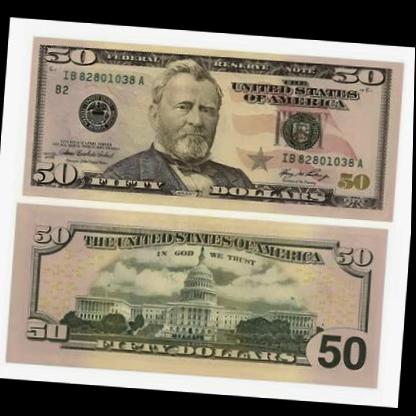 50 FEDERAL RESERVE NOTE 50
IB 82801038 A
THE
UNITED STATES
OF AMERICA
B2
IB 82801038 A
50 FIFTY DOLLARS 50
50 50
THE UNITED STATES OF AMERICA
IN GOD WE TRUST
50 FIFTY DOLLARS 50